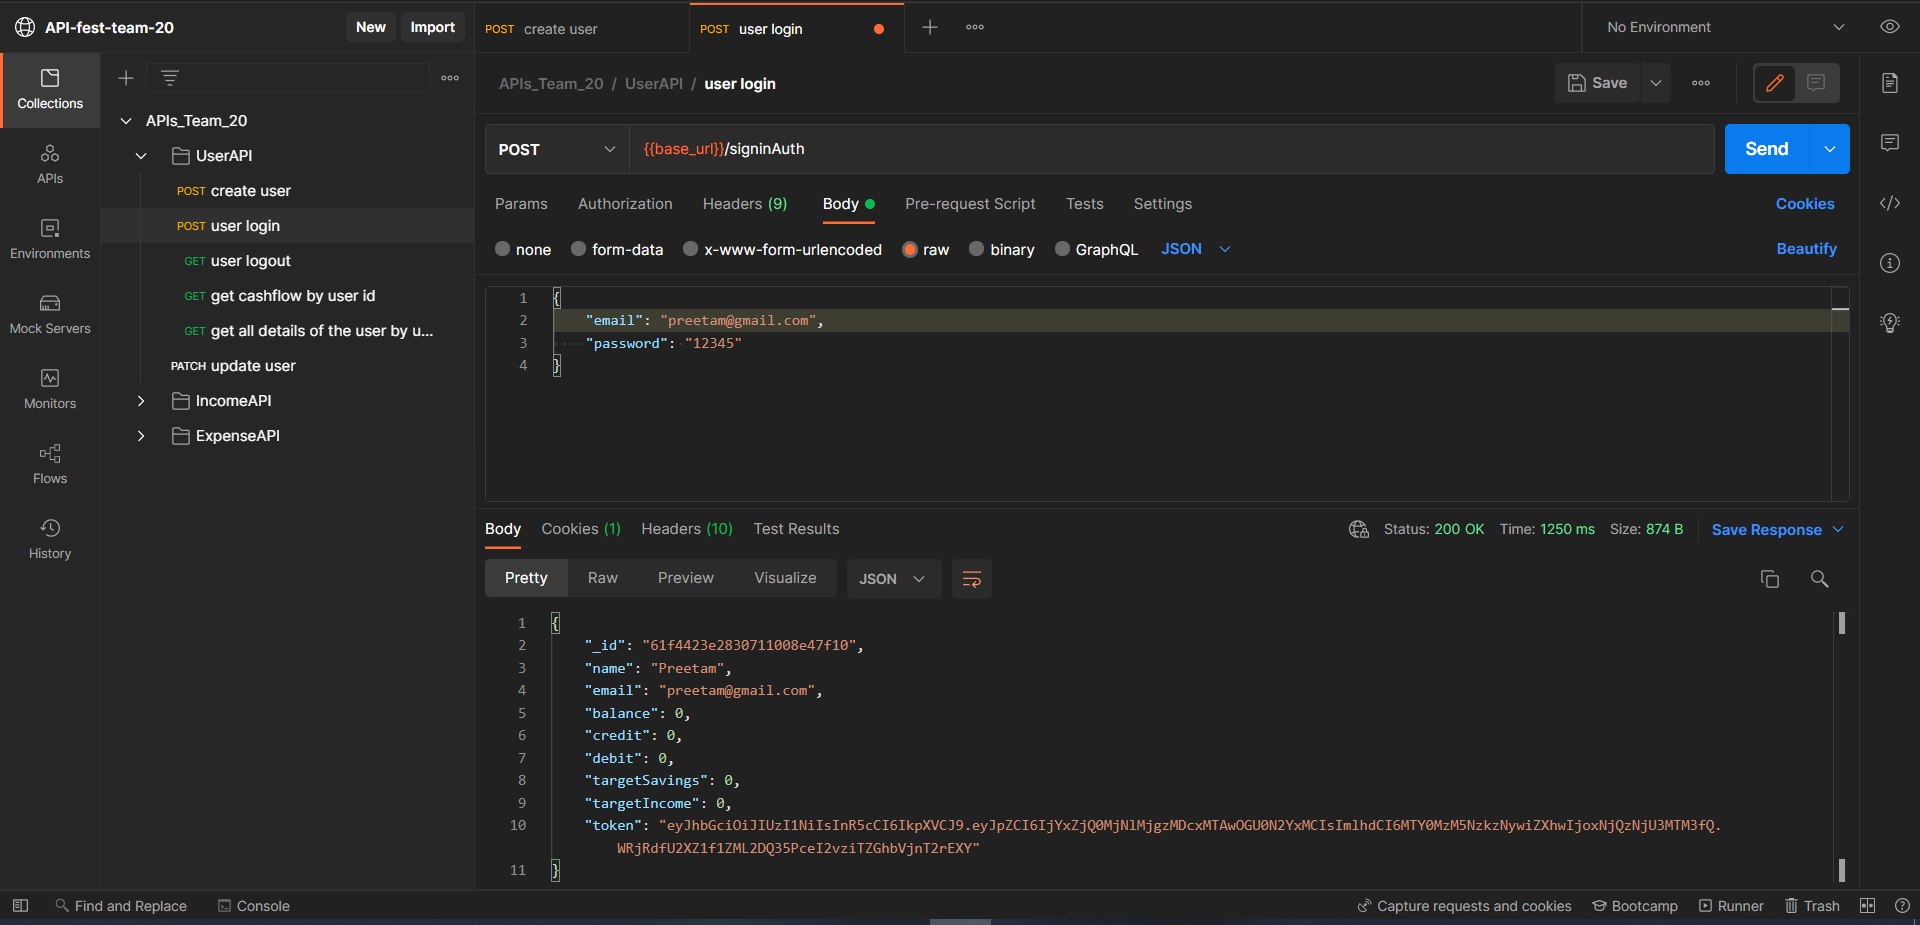 API-fest-team-20
New
Import
POST create user
POST user login
No Environment
Collections
APIs
Environments
Mock Servers
Monitors
Flows
History
APIs_Team_20
UserAPI
POST create user
POST user login
GET user logout
GET get cashflow by user id
GET get all details of the user by u...
PATCH update user
IncomeAPI
ExpenseAPI
APIs_Team_20 / UserAPI / user login
Save
POST
{{base_url}}/signinAuth
Send
Params Authorization Headers (9) Body Pre-request Script Tests Settings
Cookies
none form-data x-www-form-urlencoded raw binary GraphQL JSON
Beautify
1 {
2 "email": "preetam@gmail.com",
3 "password": "12345"
4 }
Body Cookies (1) Headers (10) Test Results
Status: 200 OK Time: 1250 ms Size: 874 B
Save Response
Pretty Raw Preview Visualize JSON
1 {
2 "_id": "61f4423e2830711008e47f10",
3 "name": "Preetam",
4 "email": "preetam@gmail.com",
5 "balance": 0,
6 "credit": 0,
7 "debit": 0,
8 "targetSavings": 0,
9 "targetIncome": 0,
10 "token": "eyJhbGciOiJIUzI1NiIsInR5cCI6IkpXVCJ9.eyJpZCI6IjYxZjQ0MjNlMjgzMDcxMTAwOGU0N2YxMCIsImlhdCI6MTY0MzM5NzkzNywiZXhwIjoxNjQzNjU3MTM3fQ.
WRjRdfU2XZ1f1ZML2DQ35PceI2vziTZGhbVjnT2rEXY"
11 }
Find and Replace
Console
Capture requests and cookies
Bootcamp
Runner
Trash